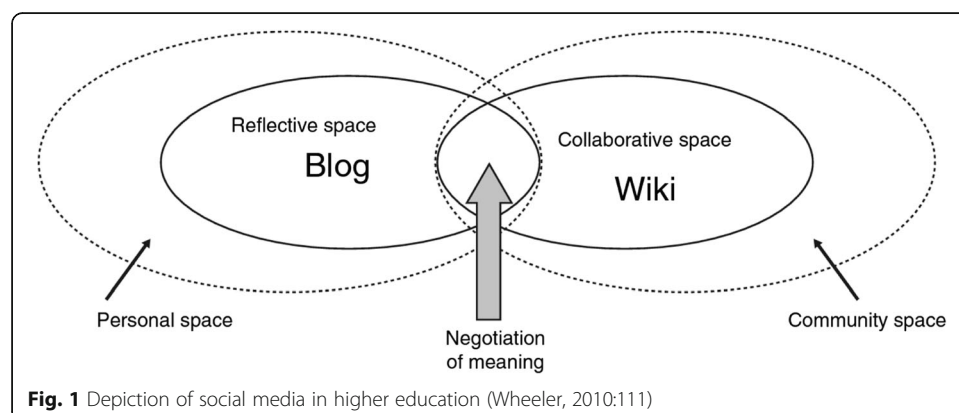 Reflective space
Blog
Collaborative space
Wiki
Personal space
Negotiation
of meaning
Community space
Fig. 1 Depiction of social media in higher education (Wheeler, 2010:111)